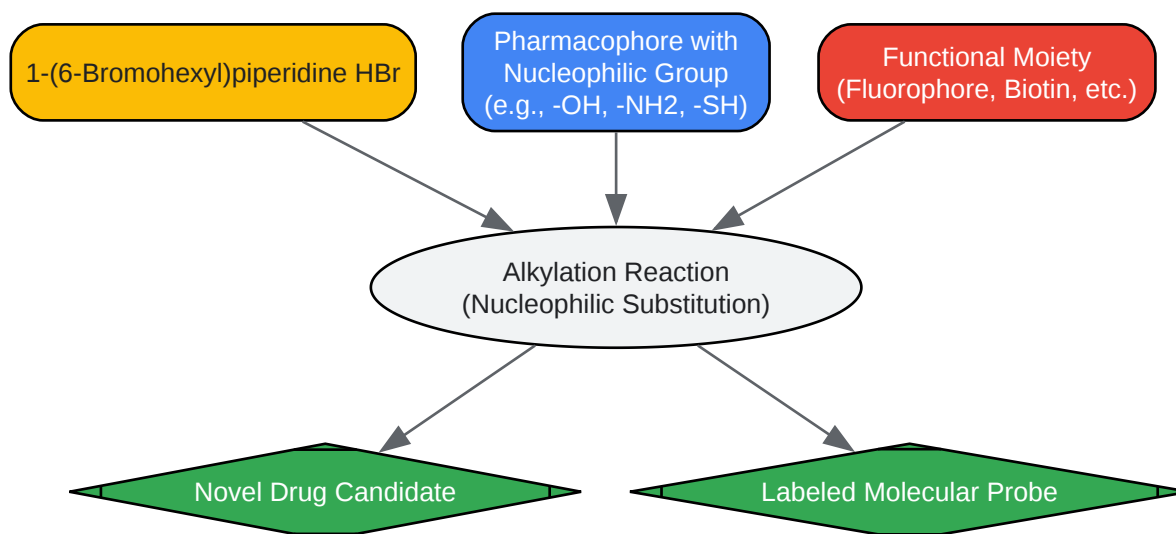 1-(6-Bromohexyl)piperidine HBr
Pharmacophore with
Nucleophilic Group
(e.g., -OH, -NH2, -SH)
Functional Moiety
(Fluorophore, Biotin, etc.)
Alkylation Reaction
(Nucleophilic Substitution)
Novel Drug Candidate
Labeled Molecular Probe